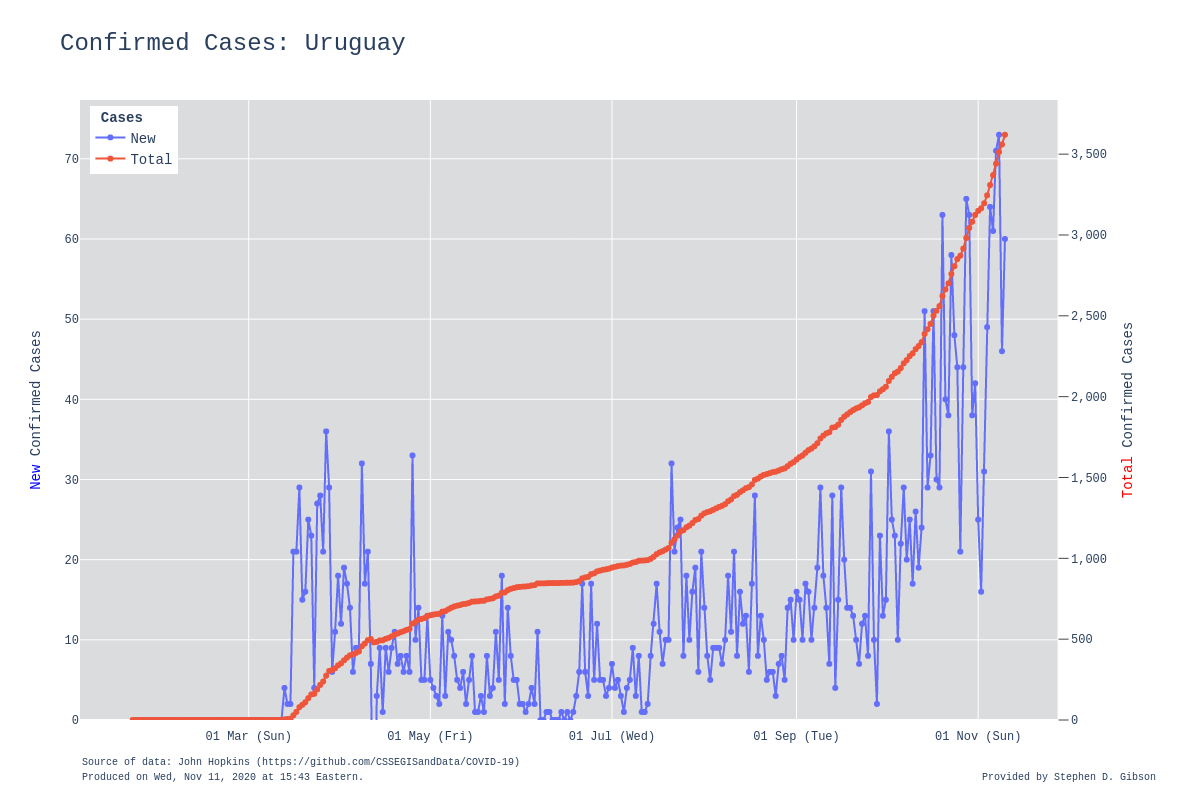 Confirmed Cases: Uruguay
Cases
New
Total
70
60
50
40
30
20
10
0
3,500
3,000
2,500
2,000
1,500
1,000
500
0
New Confirmed Cases
Total Confirmed Cases
01 Mar (Sun)
01 May (Fri)
01 Jul (Wed)
01 Sep (Tue)
01 Nov (Sun)
Source of data: John Hopkins (https://github.com/CSSEGISandData/COVID-19)
Produced on Wed, Nov 11, 2020 at 15:43 Eastern.
Provided by Stephen D. Gibson